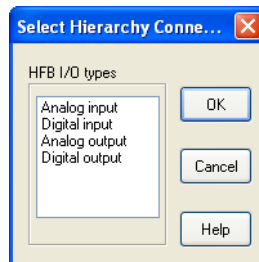 Select Hierarchy Conne...
HFB I/O types
Analog input
Digital input
Analog output
Digital output
OK
Cancel
Help